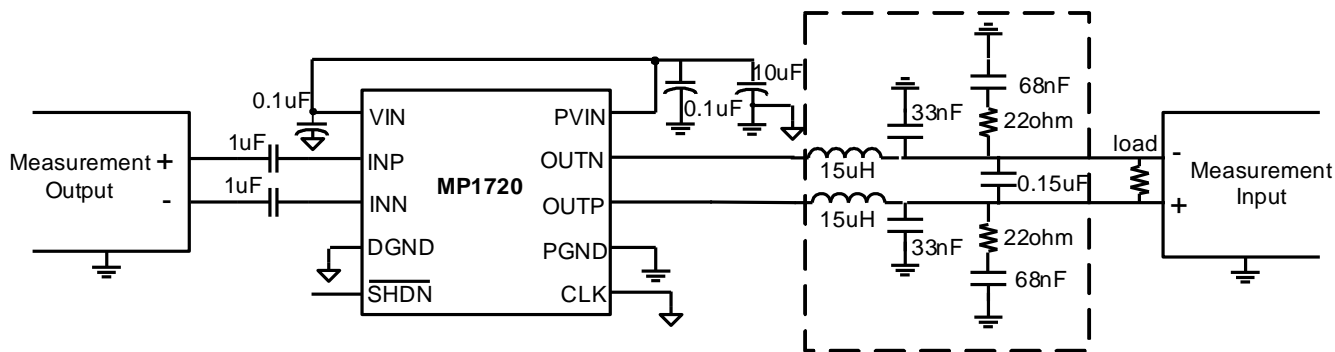 0.1uF
0.1uF
10uF
33nF
68nF
22ohm
VIN
PVIN
Measurement
Output
+
-
1uF
1uF
INP
INN
MP1720
OUTN
OUTP
15uH
15uH
0.15uF
load
-
+
Measurement
Input
DGND
PGND
33nF
22ohm
68nF
SHDN
CLK